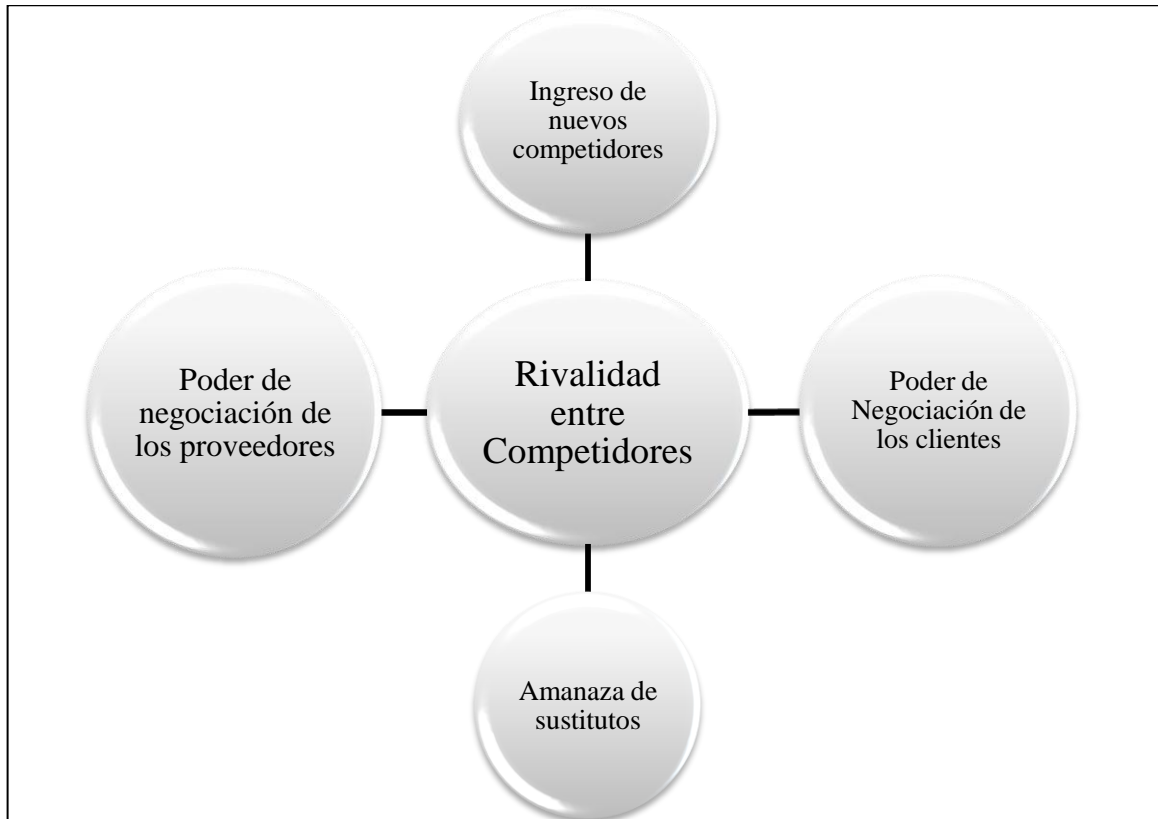 Ingreso de
nuevos
competidores
Poder de
negociación de
los proveedores
Rivalidad
entre
Competidores
Poder de
Negociación de
los clientes
Amanaza de
sustitutos